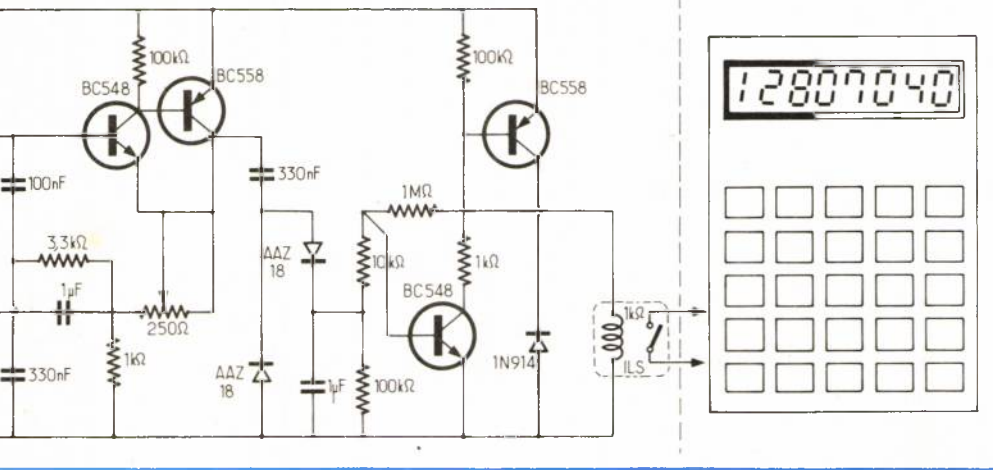 100kΩ
BC548
BC558
100kΩ
BC558
12807040
100nF
330nF
1MΩ
3,3kΩ
AAZ
18
10kΩ
1kΩ
1µF
250Ω
BC548
1kΩ
1kΩ
1N914
ILS
330nF
AAZ
18
1µF
100kΩ